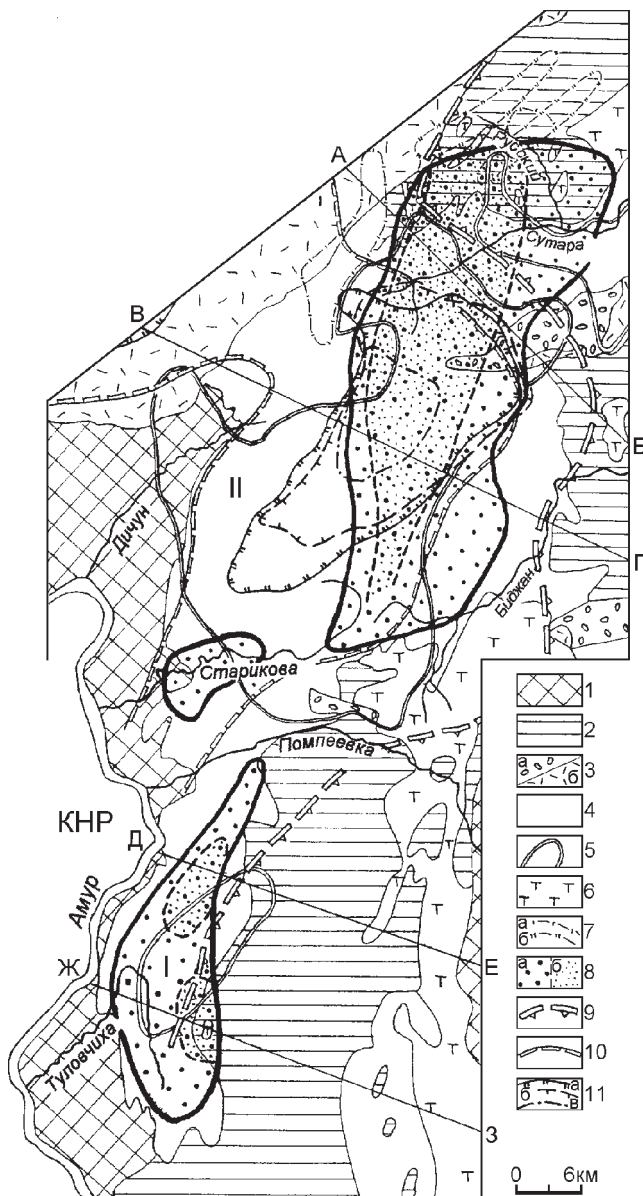 А
Русский
Сутара
В
Б
II
Дичун
Г
Биджан
Старикова
Помпеевка
КНР
Д
Амур
I
Ж
Е
Туловчиха
З
1
2
а б 3
4
5
6
а б 7
а б 8
9
10
а б в 11
0 6км